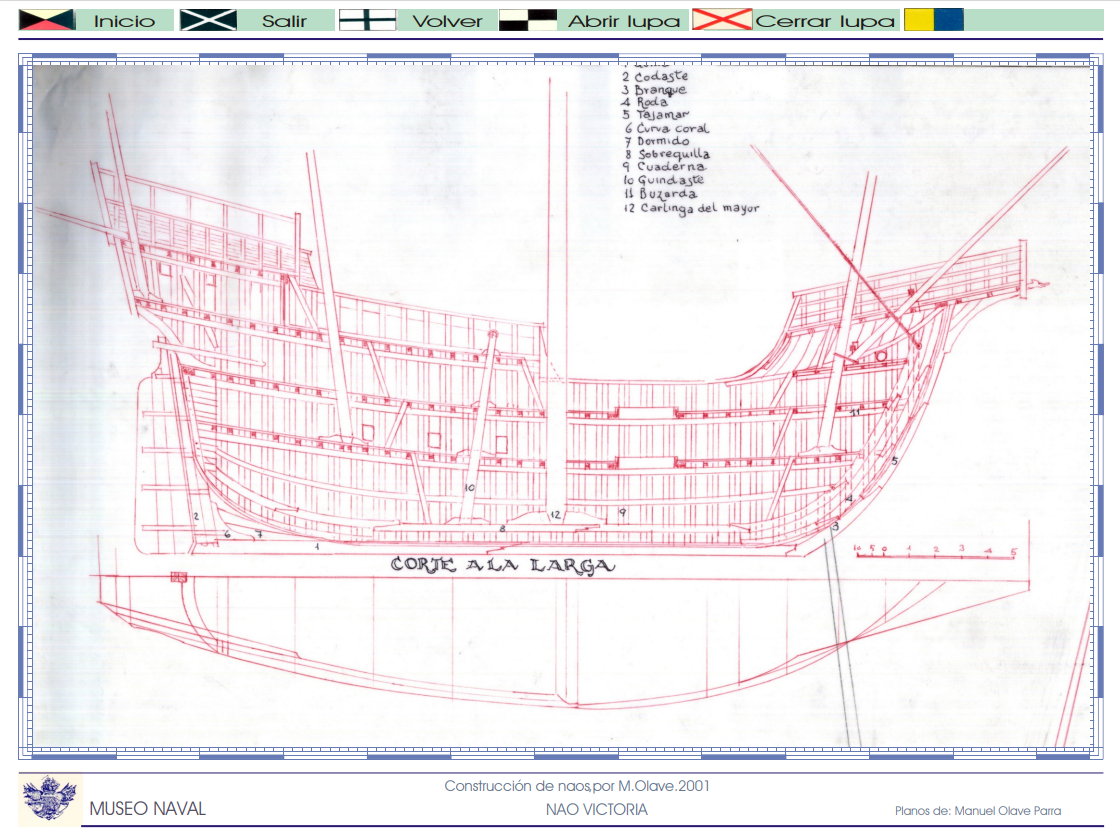 Inicio Salir Volver Abrir lupa Cerrar lupa
2 Codaste
3 Branque
4 Roda
5 Tajamar
6 Curva coral
7 Dormido
8 Sobrequilla
9 Cuaderna
10 Guindaste
11 Buzarda
12 Carlinga del mayor
11
5
10
4
2
12
9
8
3
6
7
1
10 5 0 1 2 3 4 5
CORTE A LA LARGA
Construcción de naos,por M.Olave.2001
MUSEO NAVAL
NAO VICTORIA
Planos de: Manuel Olave Parra